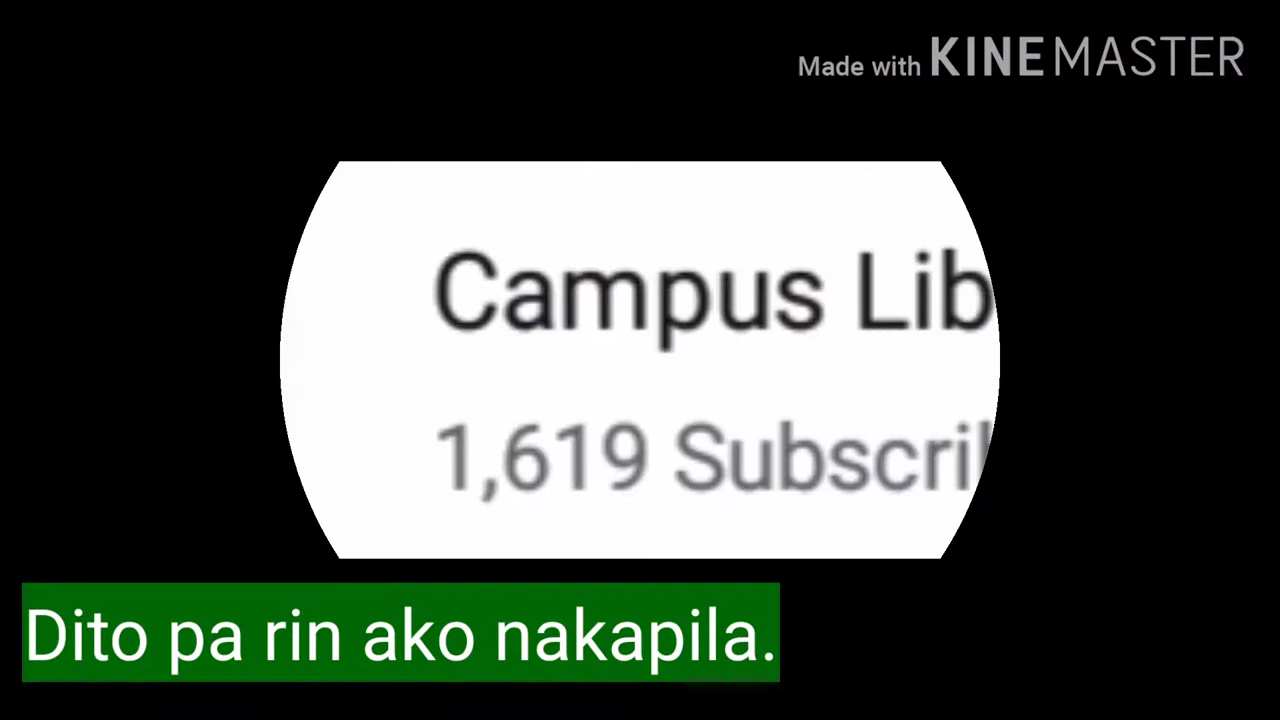 Made with KINEMASTER
Campus Lib
1,619 Subscri
Dito pa rin ako nakapila.